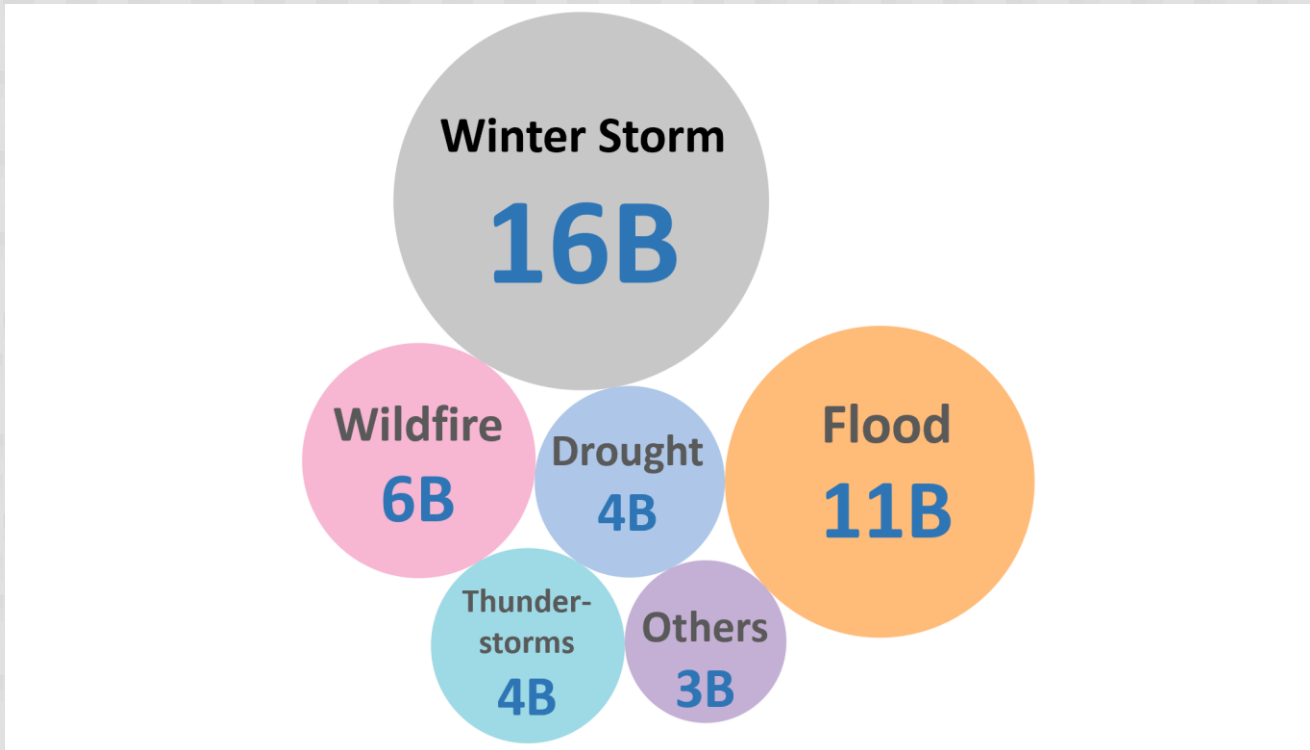 Winter Storm
16B
Wildfire
6B
Drought
4B
Flood
11B
Thunder-
storms
4B
Others
3B